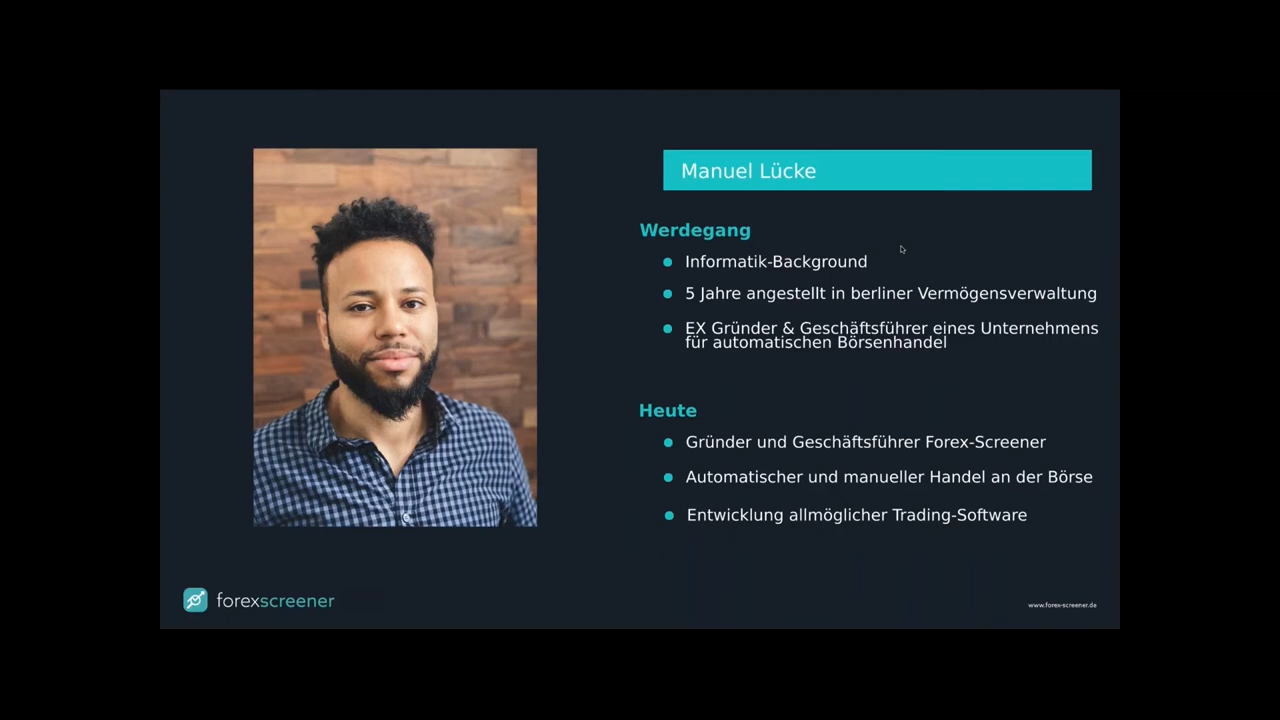 Manuel Lücke
Werdegang
Informatik-Background
5 Jahre angestellt in berliner Vermögensverwaltung
EX Gründer & Geschäftsführer eines Unternehmens
für automatischen Börsenhandel
Heute
Gründer und Geschäftsführer Forex-Screener
Automatischer und manueller Handel an der Börse
Entwicklung allmöglicher Trading-Software
forexscreener
www.forex-screener.de